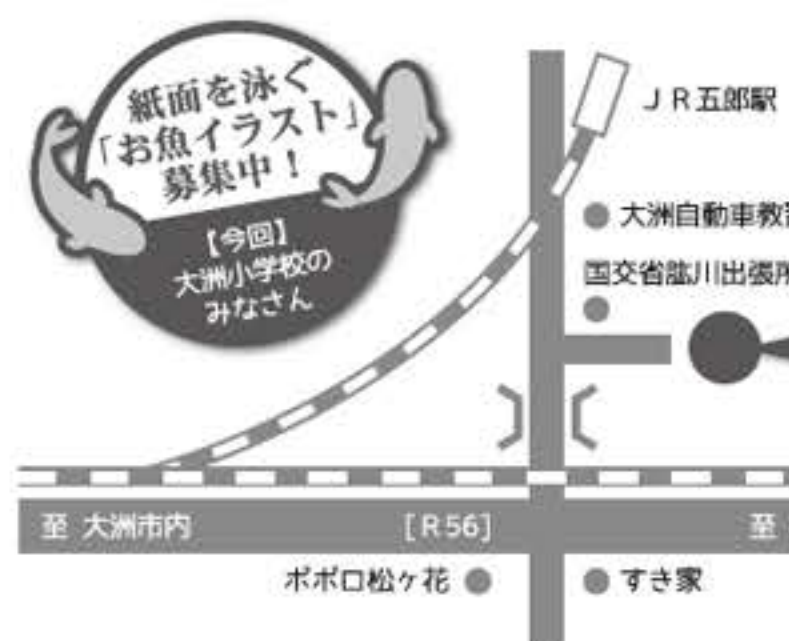 紙面を泳ぐ
「お魚イラスト」
募集中！
【今回】
大洲小学校の
みなさん
ＪＲ五郎駅
大洲自動車教習
国交省肱川出張所
至 大洲市内
［R56］
至
ポポロ松ヶ花
すき家